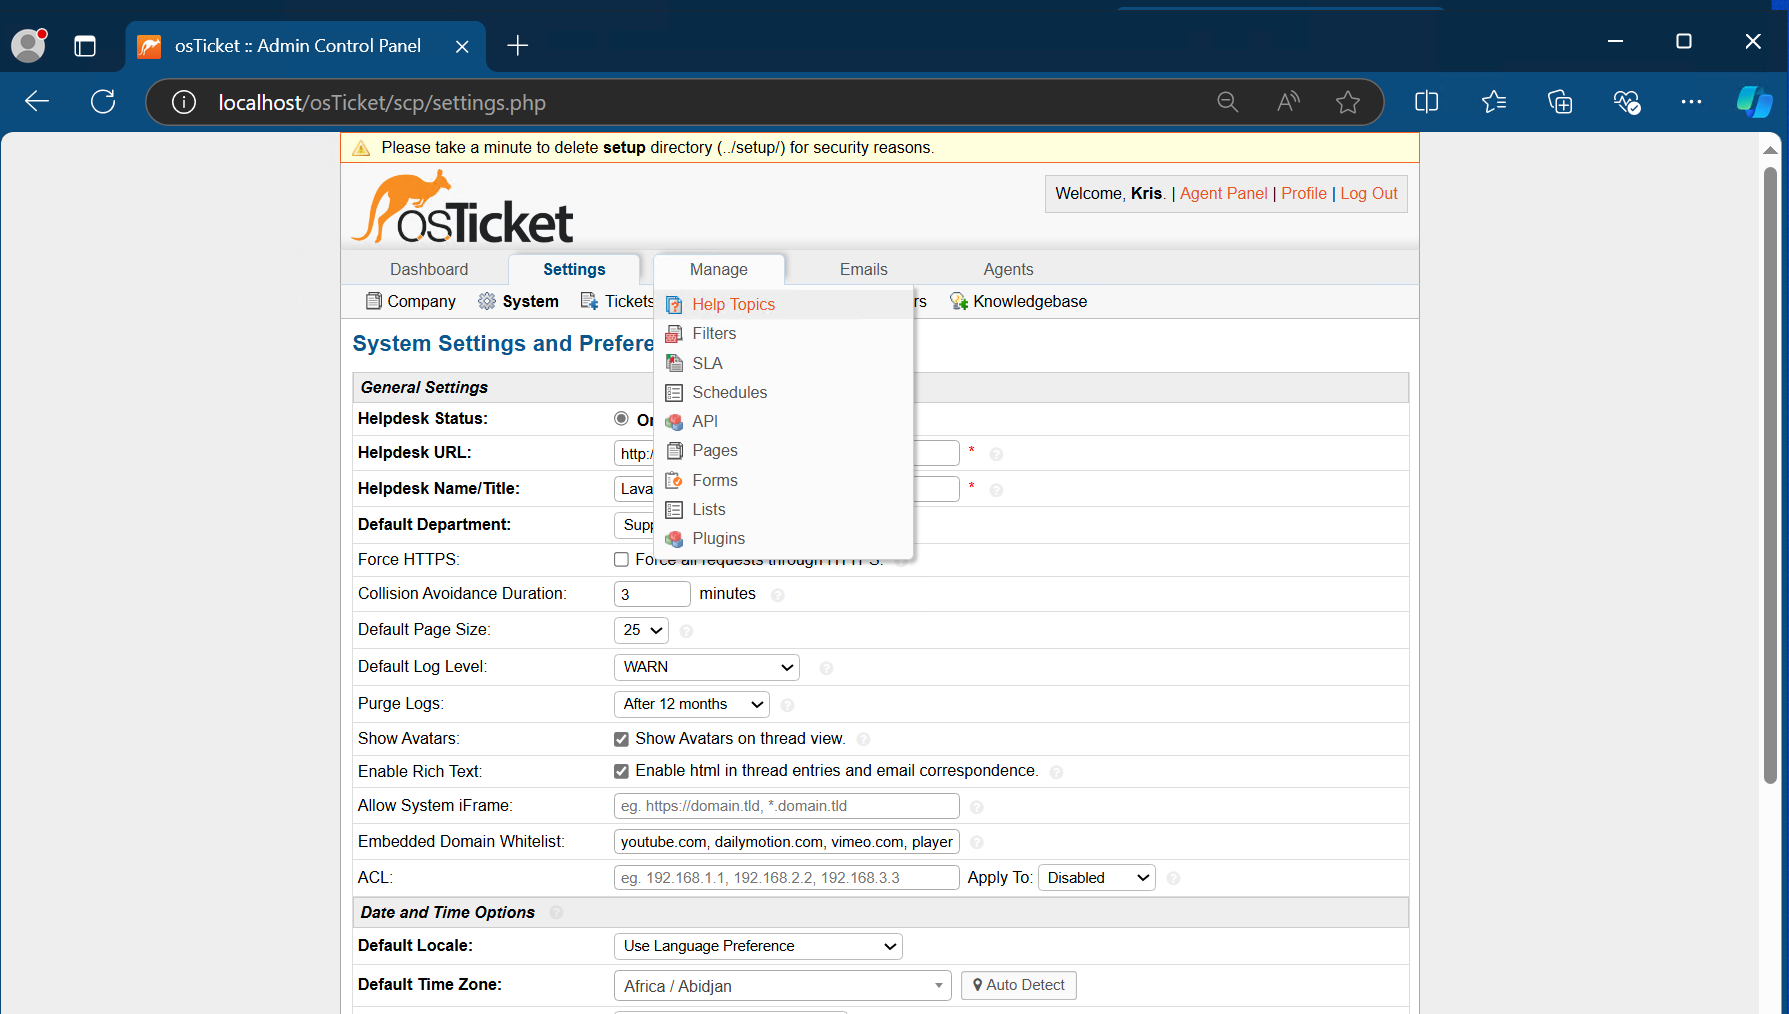 osTicket :: Admin Control Panel
localhost/osTicket/scp/settings.php
Please take a minute to delete setup directory (../setup/) for security reasons.
osTicket
Welcome, Kris. | Agent Panel | Profile | Log Out
Dashboard Settings Manage Emails Agents
Company System Tickets rs Knowledgebase
Help Topics
Filters
System Settings and Prefere
SLA
General Settings
Schedules
Helpdesk Status:
API
Helpdesk URL: http:/ *
Pages
Helpdesk Name/Title: Lava *
Forms
Lists
Default Department: Supp
Plugins
Force HTTPS: Force all requests through HTTPS.
Collision Avoidance Duration: 3 minutes
Default Page Size: 25
Default Log Level: WARN
Purge Logs: After 12 months
Show Avatars: Show Avatars on thread view.
Enable Rich Text: Enable html in thread entries and email correspondence.
Allow System iFrame: eg. https://domain.tld, *.domain.tld
Embedded Domain Whitelist: youtube.com, dailymotion.com, vimeo.com, player
ACL: eg. 192.168.1.1, 192.168.2.2, 192.168.3.3 Apply To: Disabled
Date and Time Options
Default Locale: Use Language Preference
Default Time Zone: Africa / Abidjan Auto Detect